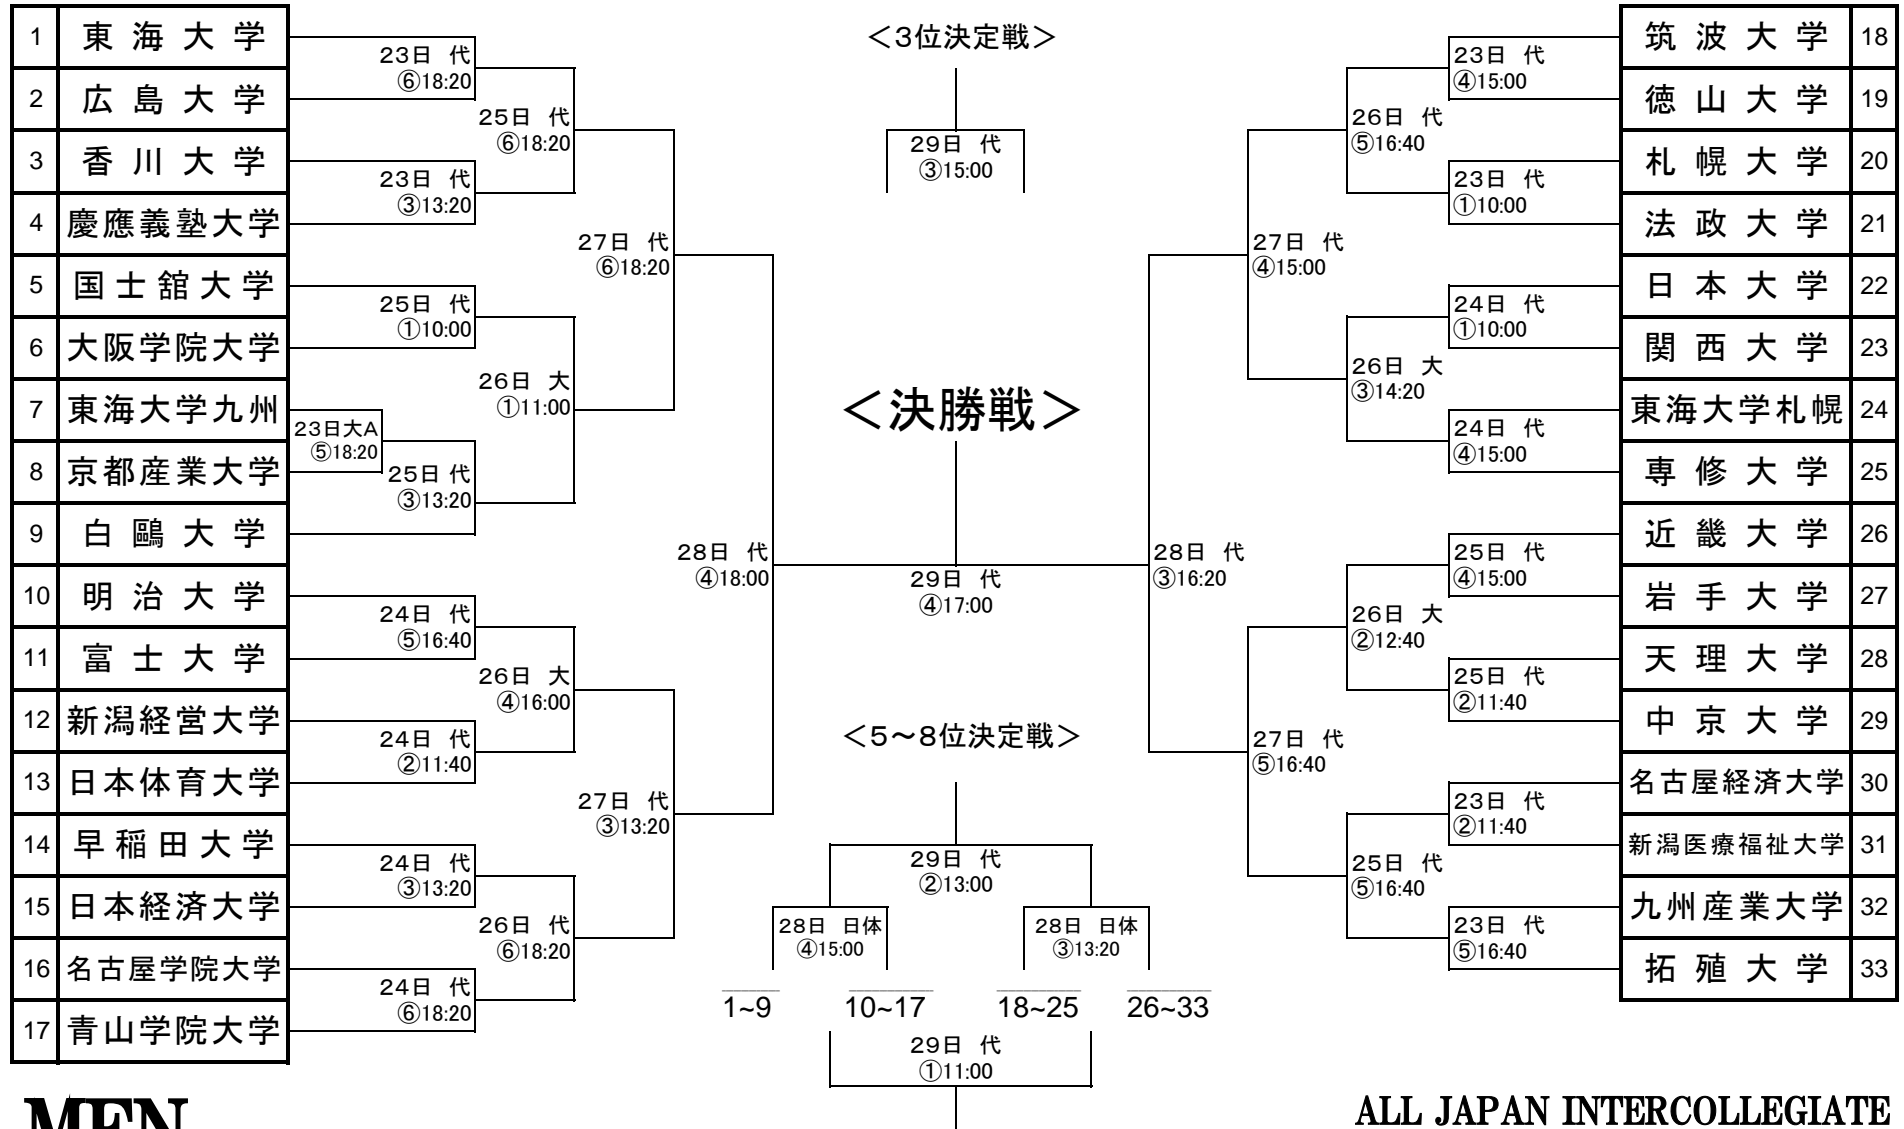 1 東海大学
2 広島大学
3 香川大学
4 慶應義塾大学
5 国士舘大学
6 大阪学院大学
7 東海大学九州
8 京都産業大学
9 白鷗大学
10 明治大学
11 富士大学
12 新潟経営大学
13 日本体育大学
14 早稲田大学
15 日本経済大学
16 名古屋学院大学
17 青山学院大学
23日 代
⑥18:20
23日 代
③13:20
25日 代
①10:00
23日大A
⑤18:20
25日 代
③13:20
24日 代
⑤16:40
24日 代
②11:40
24日 代
③13:20
24日 代
⑥18:20
25日 代
⑥18:20
26日 大
①11:00
26日 大
④16:00
26日 代
⑥18:20
27日 代
⑥18:20
27日 代
③13:20
28日 代
④18:00
＜3位決定戦＞
29日 代
③15:00
＜決勝戦＞
29日 代
④17:00
＜5～8位決定戦＞
29日 代
②13:00
28日 日体
④15:00
28日 日体
③13:20
1~9
10~17
18~25
26~33
29日 代
①11:00
28日 代
③16:20
27日 代
④15:00
27日 代
⑤16:40
26日 代
⑤16:40
26日 大
③14:20
26日 大
②12:40
25日 代
⑤16:40
23日 代
④15:00
23日 代
①10:00
24日 代
①10:00
24日 代
④15:00
25日 代
④15:00
25日 代
②11:40
23日 代
②11:40
23日 代
⑤16:40
筑波大学 18
徳山大学 19
札幌大学 20
法政大学 21
日本大学 22
関西大学 23
東海大学札幌 24
専修大学 25
近畿大学 26
岩手大学 27
天理大学 28
中京大学 29
名古屋経済大学 30
新潟医療福祉大学 31
九州産業大学 32
拓殖大学 33
MEN
ALL JAPAN INTERCOLLEGIATE